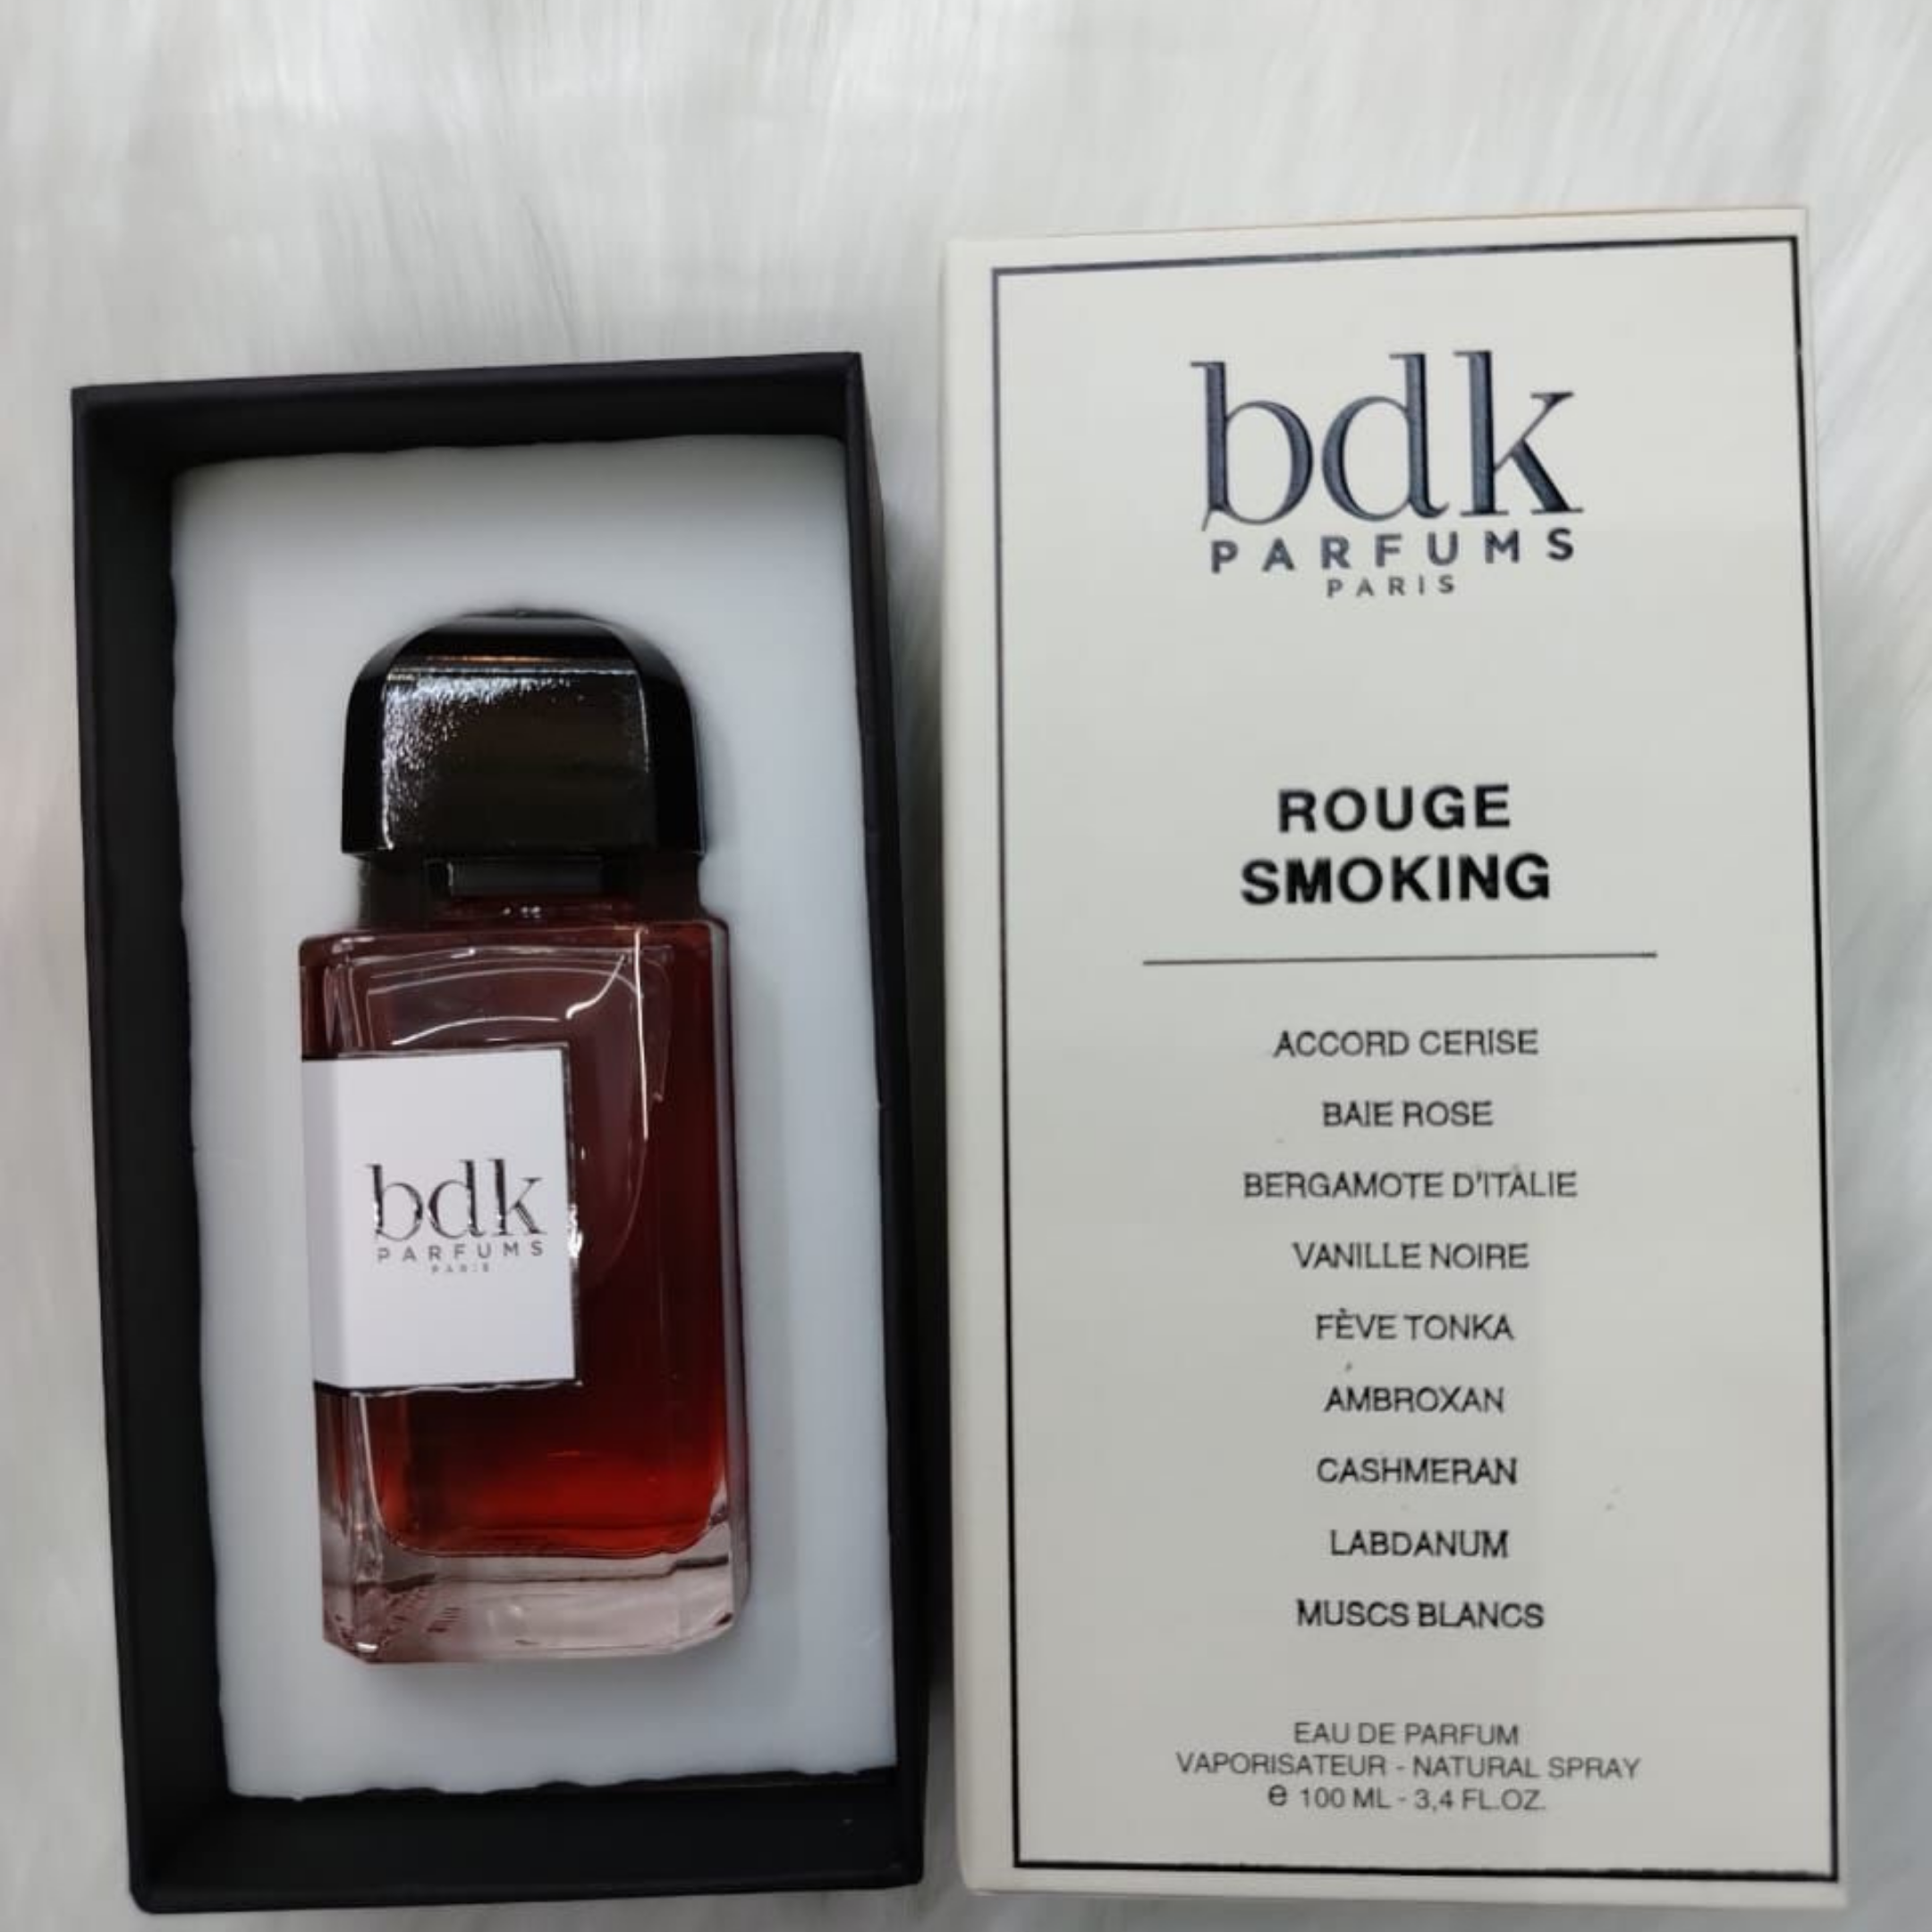 bdk
PARFUMS
PARIS
bdk
PARFUMS
PARIS
ROUGE
SMOKING
ACCORD CERISE
BAIE ROSE
BERGAMOTE D'ITALIE
VANILLE NOIRE
FÈVE TONKA
AMBROXAN
CASHMERAN
LABDANUM
MUSCS BLANCS
EAU DE PARFUM
VAPORISATEUR - NATURAL SPRAY
e 100 ML - 3,4 FL.OZ.